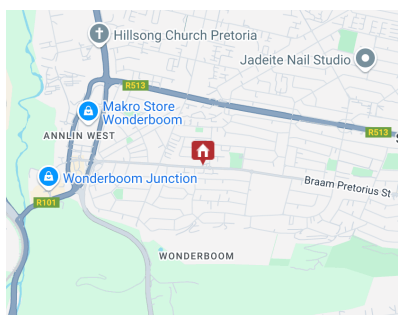 Hillsong Church Pretoria
Jadeite Nail Studio
R513
Makro Store
Wonderboom
R513
ANNLIN WEST
Wonderboom Junction
Braam Pretorius St
R101
WONDERBOOM